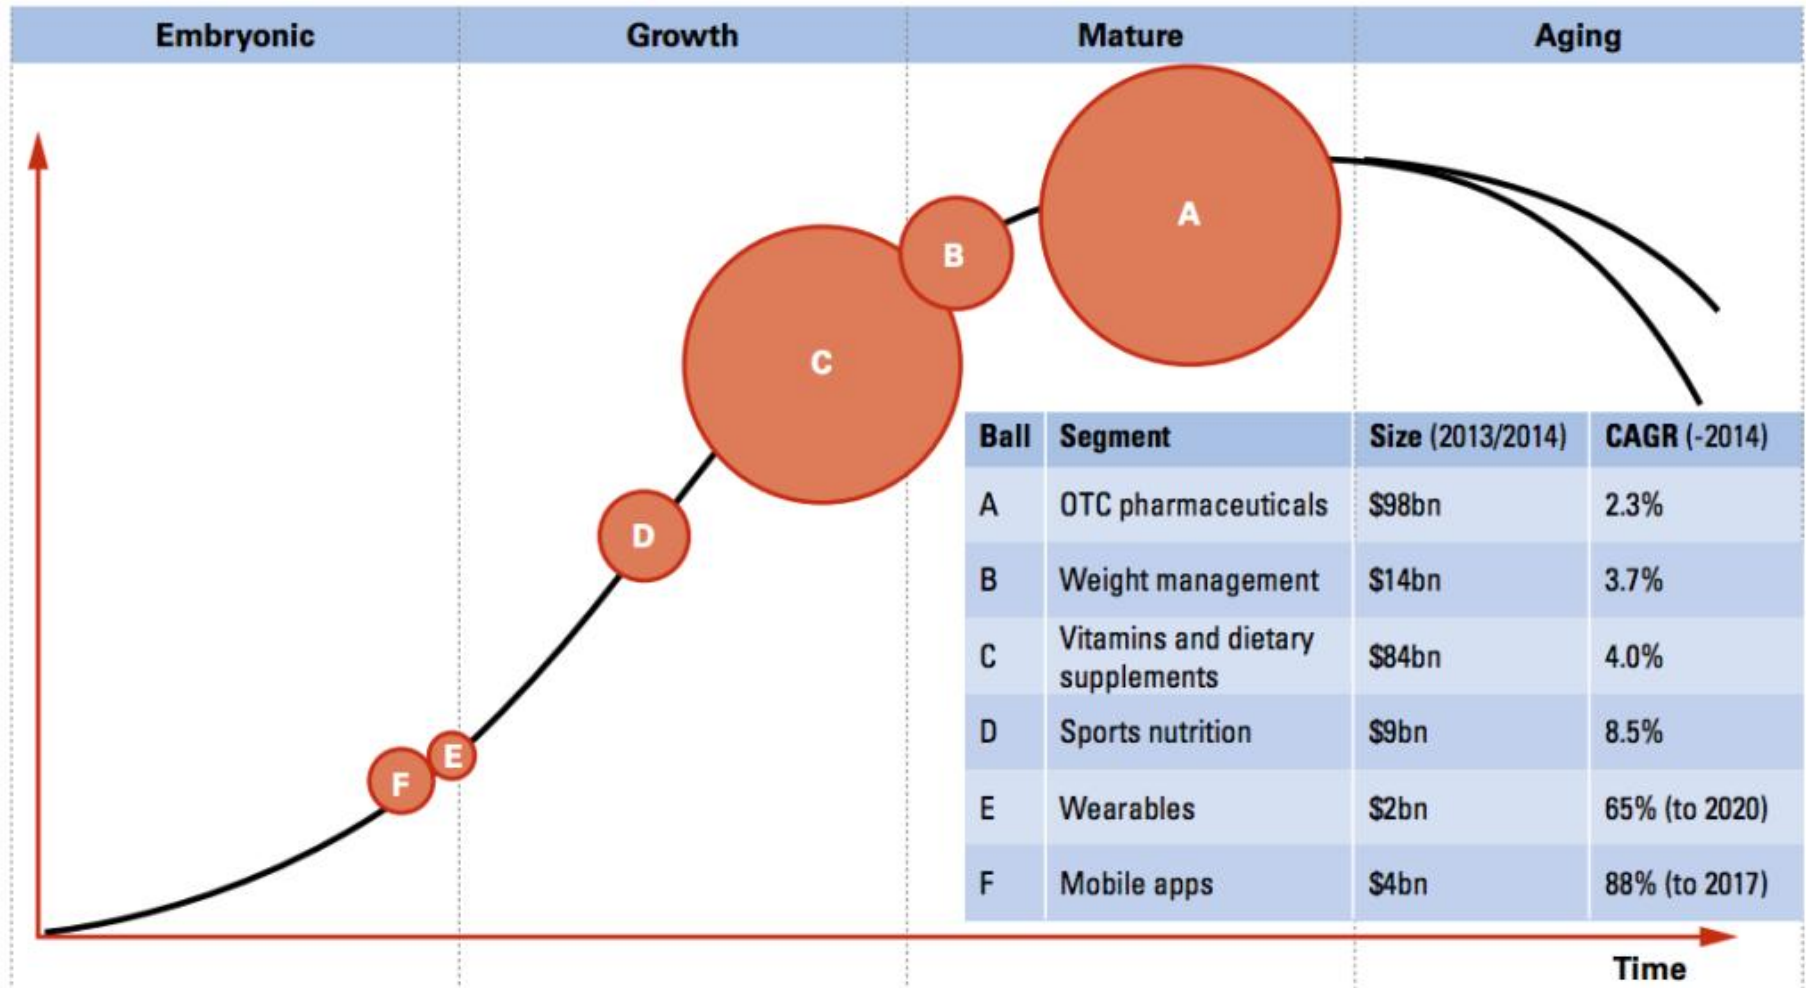 Embryonic Growth Mature Aging
A
B
C
D
E
F
Ball Segment Size (2013/2014) CAGR (-2014)
A OTC pharmaceuticals $98bn 2.3%
B Weight management $14bn 3.7%
C Vitamins and dietary supplements $84bn 4.0%
D Sports nutrition $9bn 8.5%
E Wearables $2bn 65% (to 2020)
F Mobile apps $4bn 88% (to 2017)
Time